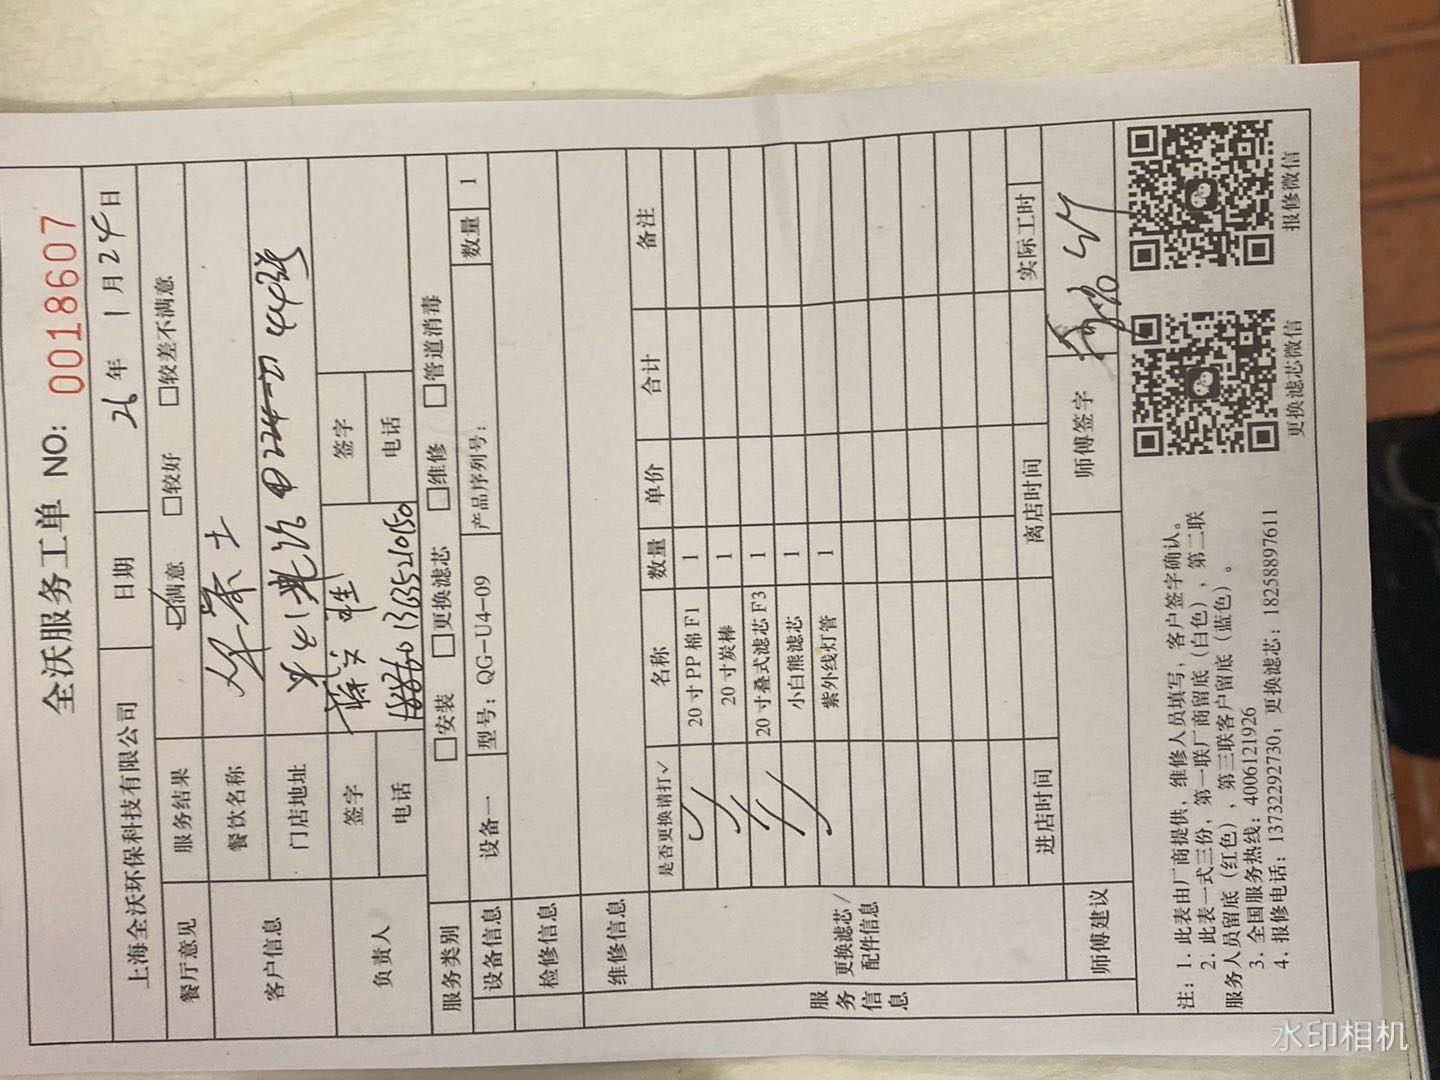 全沃服务工单 NO: 0018607
上海全沃环保科技有限公司 日期 26年 1月24日
餐厅意见 服务结果 ☑满意 □较好 □较差不满意
客户信息 餐饮名称
门店地址
负责人 签字 签字
电话 13635210150 电话
服务类别 □安装 □更换滤芯 □维修 □管道消毒
设备信息 设备一 型号: QG-U4-09 产品序列号: 数量 1
检修信息
服务信息
维修信息
更换滤芯/配件信息
是否更换请打✓ 名称 数量 单价 合计 备注
✓ 20寸PP棉F1 1
✓ 20寸炭棒 1
✓ 20寸叠式滤芯F3 1
✓ 小白熊滤芯 1
✓ 紫外线灯管 1
进店时间 离店时间 实际工时
师傅建议 师傅签字
注: 1. 此表由厂商提供，维修人员填写，客户签字确认。
2. 此表一式三份，第一联厂商留底（白色），第二联
服务人员留底（红色），第三联客户留底（蓝色）。
3. 全国服务热线: 4006121926
4. 报修电话: 13732292730; 更换滤芯: 18258897611
更换滤芯微信 报修微信
水印相机